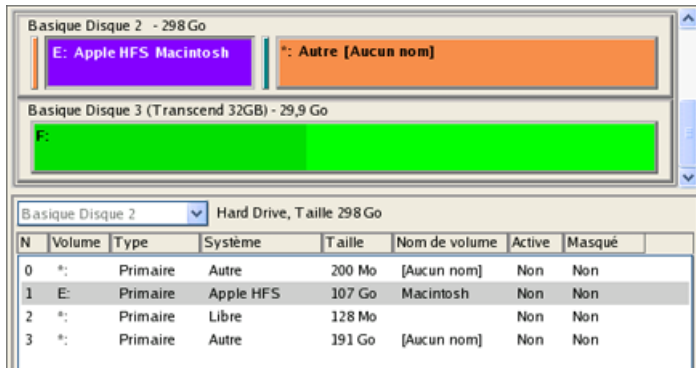 Basique Disque 2 - 298 Go
E: Apple HFS Macintosh
*: Autre [Aucun nom]
Basique Disque 3 (Transcend 32GB) - 29,9 Go
F:
Basique Disque 2 Hard Drive, Taille 298 Go
N Volume Type Système Taille Nom de volume Active Masqué
0 *: Primaire Autre 200 Mo [Aucun nom] Non Non
1 E: Primaire Apple HFS 107 Go Macintosh Non Non
2 *: Primaire Libre 128 Mo Non Non
3 *: Primaire Autre 191 Go [Aucun nom] Non Non